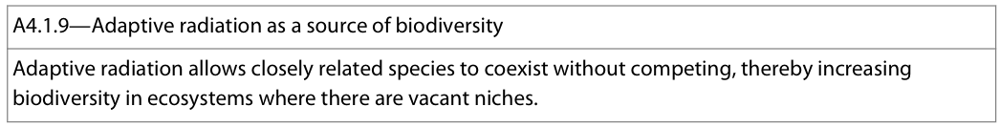 A4.1.9—Adaptive radiation as a source of biodiversity
Adaptive radiation allows closely related species to coexist without competing, thereby increasing
biodiversity in ecosystems where there are vacant niches.